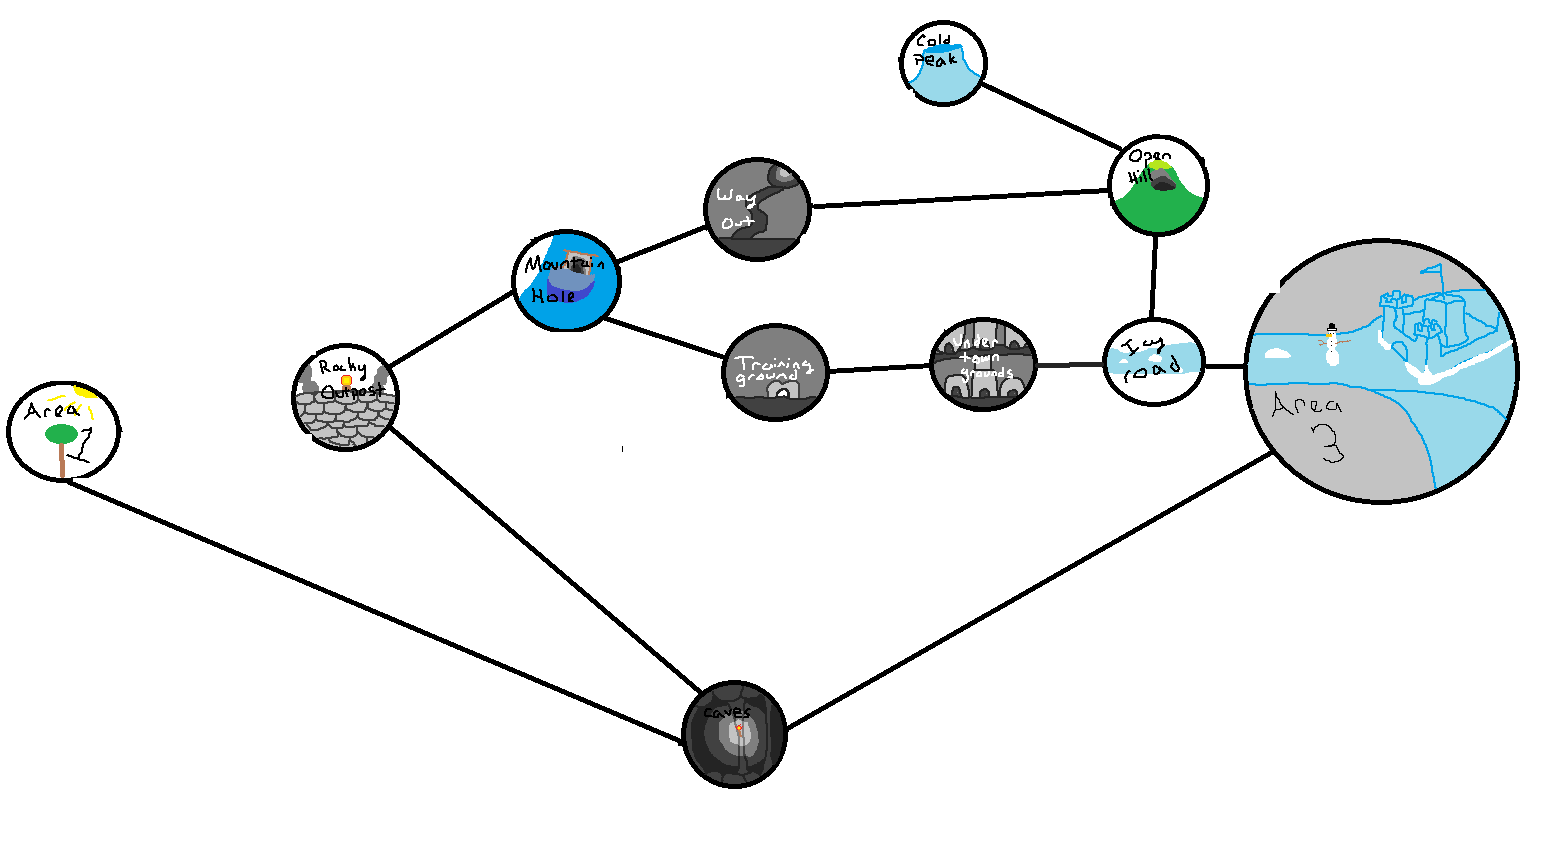 Cold
Peak
Open
Hill
Way
Out
Mountain
Hole
Rocky
Outpost
Training
ground
Under
town
grounds
Icy
road
Area
1
Area
3
caves